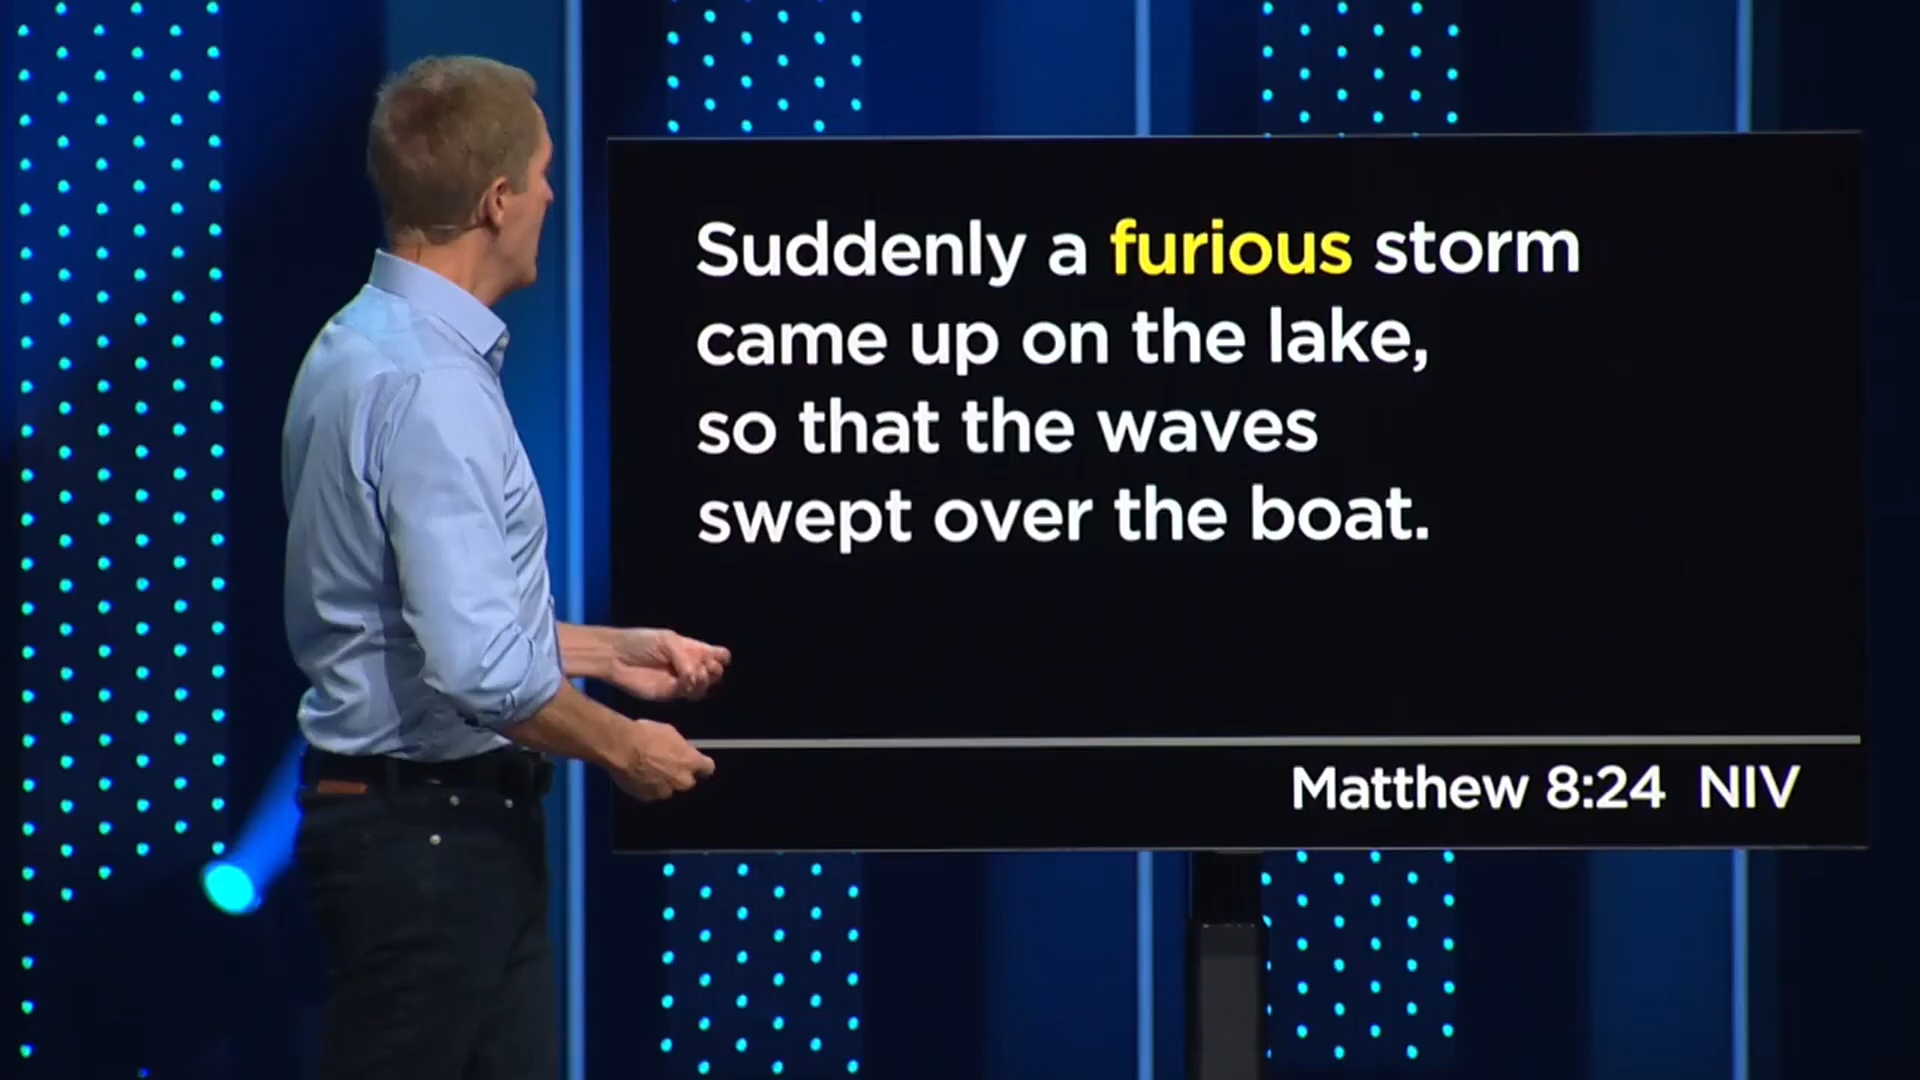 Suddenly a furious storm
came up on the lake,
so that the waves
swept over the boat.
Matthew 8:24 NIV